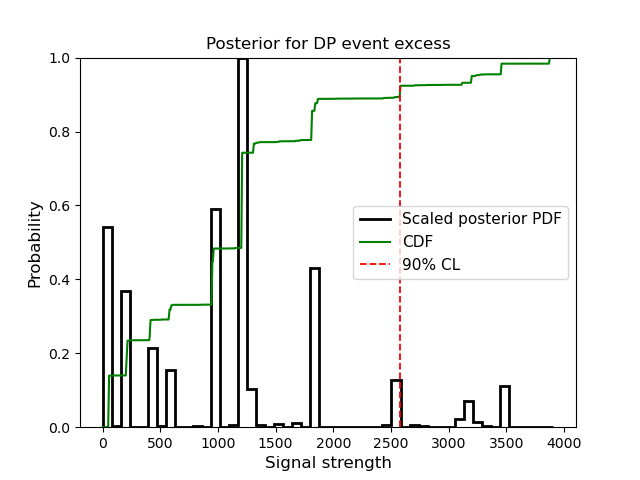 Posterior for DP event excess
Probability
1.0
0.8
0.6
0.4
0.2
0.0
Scaled posterior PDF
CDF
90% CL
0 500 1000 1500 2000 2500 3000 3500 4000
Signal strength